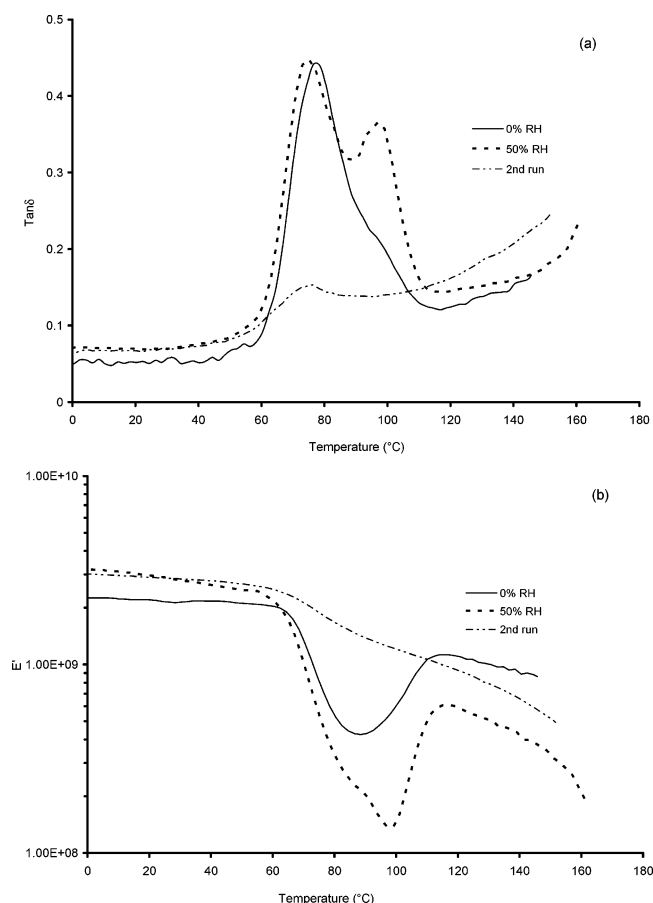 0.5
(a)
0.4
0% RH
50% RH
0.3
2nd run
Tanδ
0.2
0.1
0
0 20 40 60 80 100 120 140 160 180
Temperature (°C)
1.00E+10
(b)
0% RH
50% RH
2nd run
E'
1.00E+09
1.00E+08
0 20 40 60 80 100 120 140 160 180
Temperature (°C)